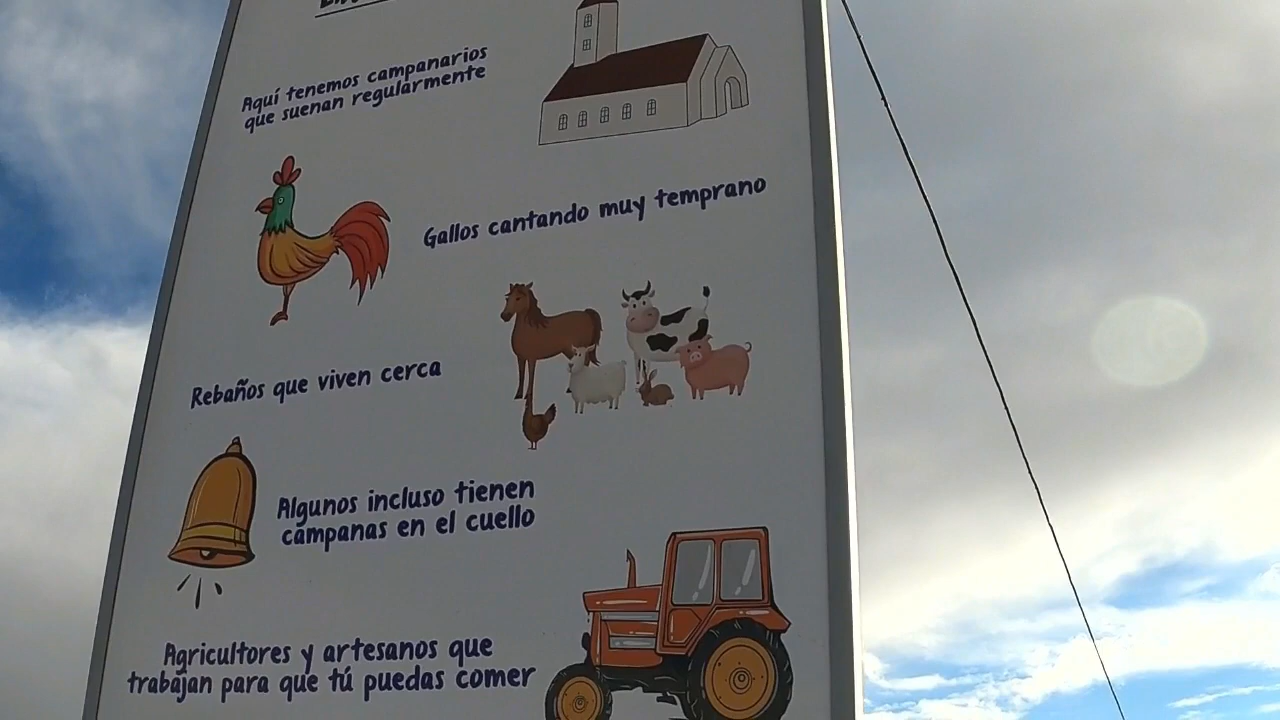 Aquí tenemos campanarios
que suenan regularmente
Gallos cantando muy temprano
Rebaños que viven cerca
Algunos incluso tienen
campanas en el cuello
Agricultores y artesanos que
trabajan para que tú puedas comer